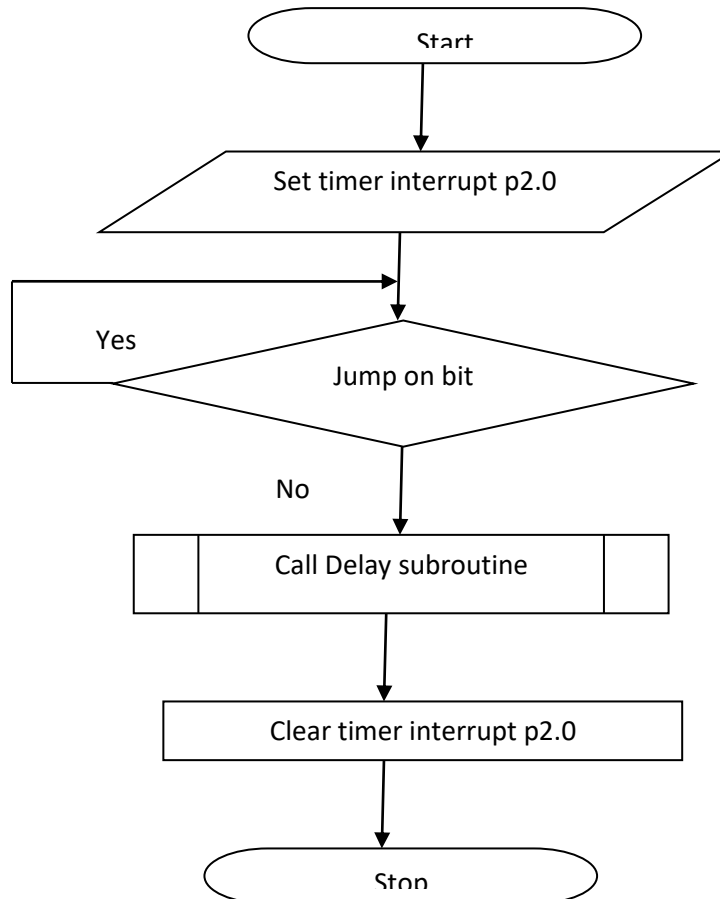 Start
Set timer interrupt p2.0
Yes
Jump on bit
No
Call Delay subroutine
Clear timer interrupt p2.0
Stop